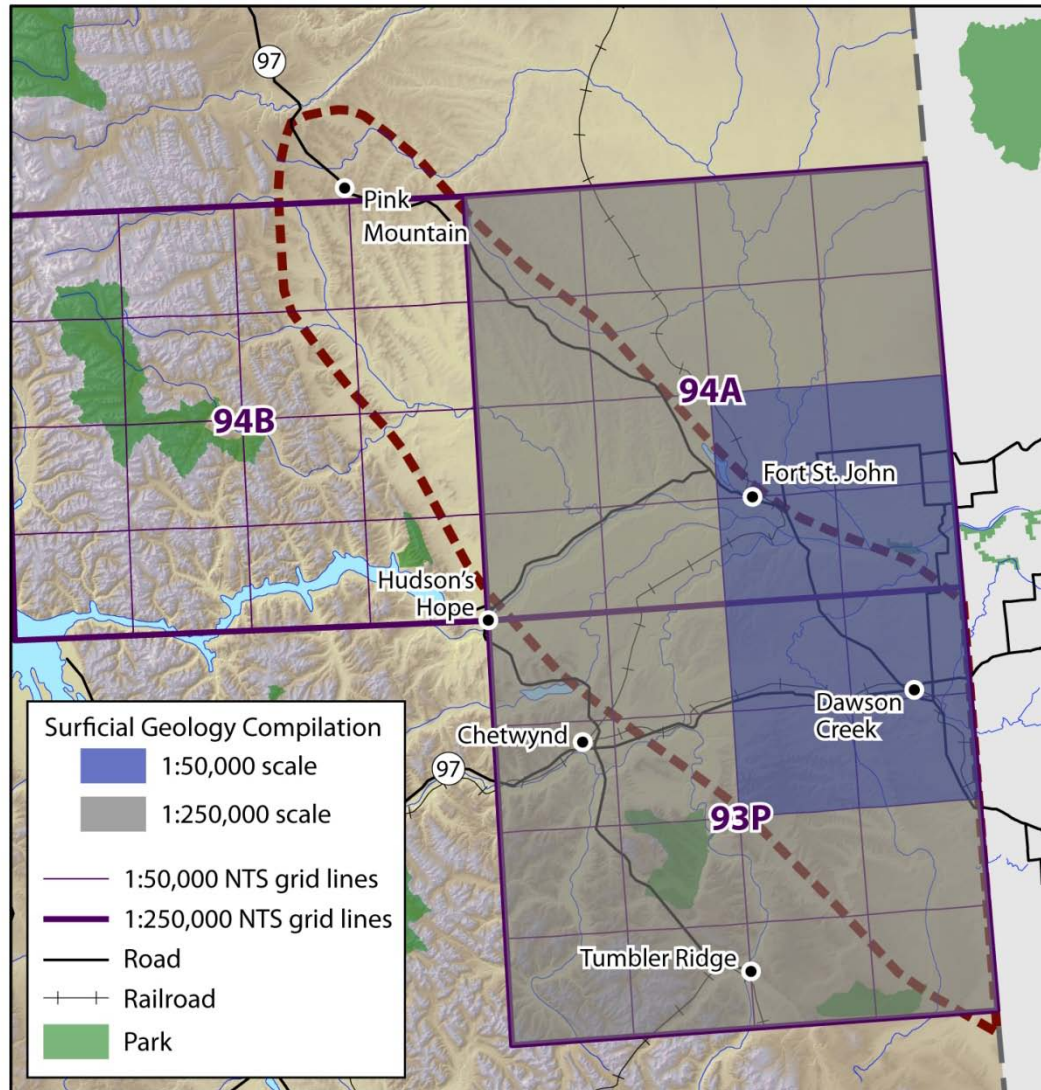 97
Pink
Mountain
94A
94B
Fort St. John
Hudson's
Hope
Dawson
Creek
Chetwynd
97
93P
Tumbler Ridge
Surficial Geology Compilation
1:50,000 scale
1:250,000 scale
1:50,000 NTS grid lines
1:250,000 NTS grid lines
Road
Railroad
Park